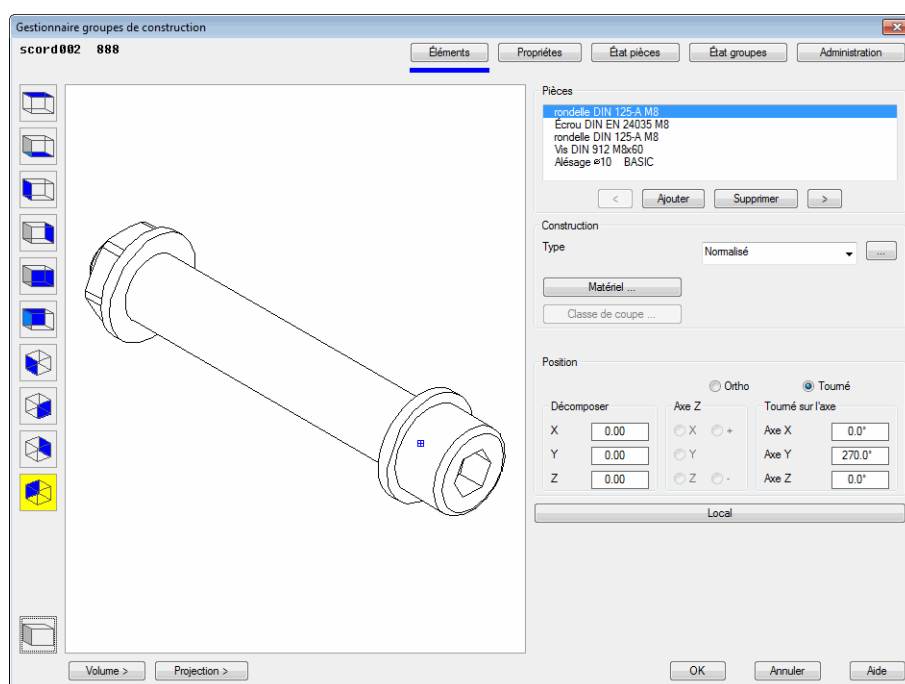 Gestionnaire groupes de construction
scord002 888
Éléments Propriétes État pièces État groupes Administration
Pièces
rondelle DIN 125-A M8
Écrou DIN EN 24035 M8
rondelle DIN 125-A M8
Vis DIN 912 M8x60
Alésage ⌀10 BASIC
< Ajouter Supprimer >
Construction
Type Normalisé ...
Matériel ...
Classe de coupe ...
Position
Ortho Tourné
Décomposer Axe Z Tourné sur l'axe
X 0.00 X + Axe X 0.0°
Y 0.00 Y Axe Y 270.0°
Z 0.00 Z - Axe Z 0.0°
Local
Volume > Projection > OK Annuler Aide